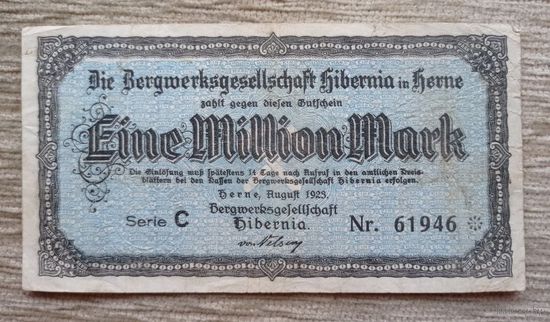 Die Bergwerksgesellschaft Hibernia in Herne
zahlt gegen diesen Gutschein
Eine Million Mark
Die Einlösung muß spätestens 14 Tage nach Aufruf in den amtlichen Kreis-
blättern bei den Kassen der Bergwerksgesellschaft Hibernia erfolgen.
Herne, August 1923.
Bergwerksgesellschaft
Hibernia.
Serie C
Nr. 61946 ※